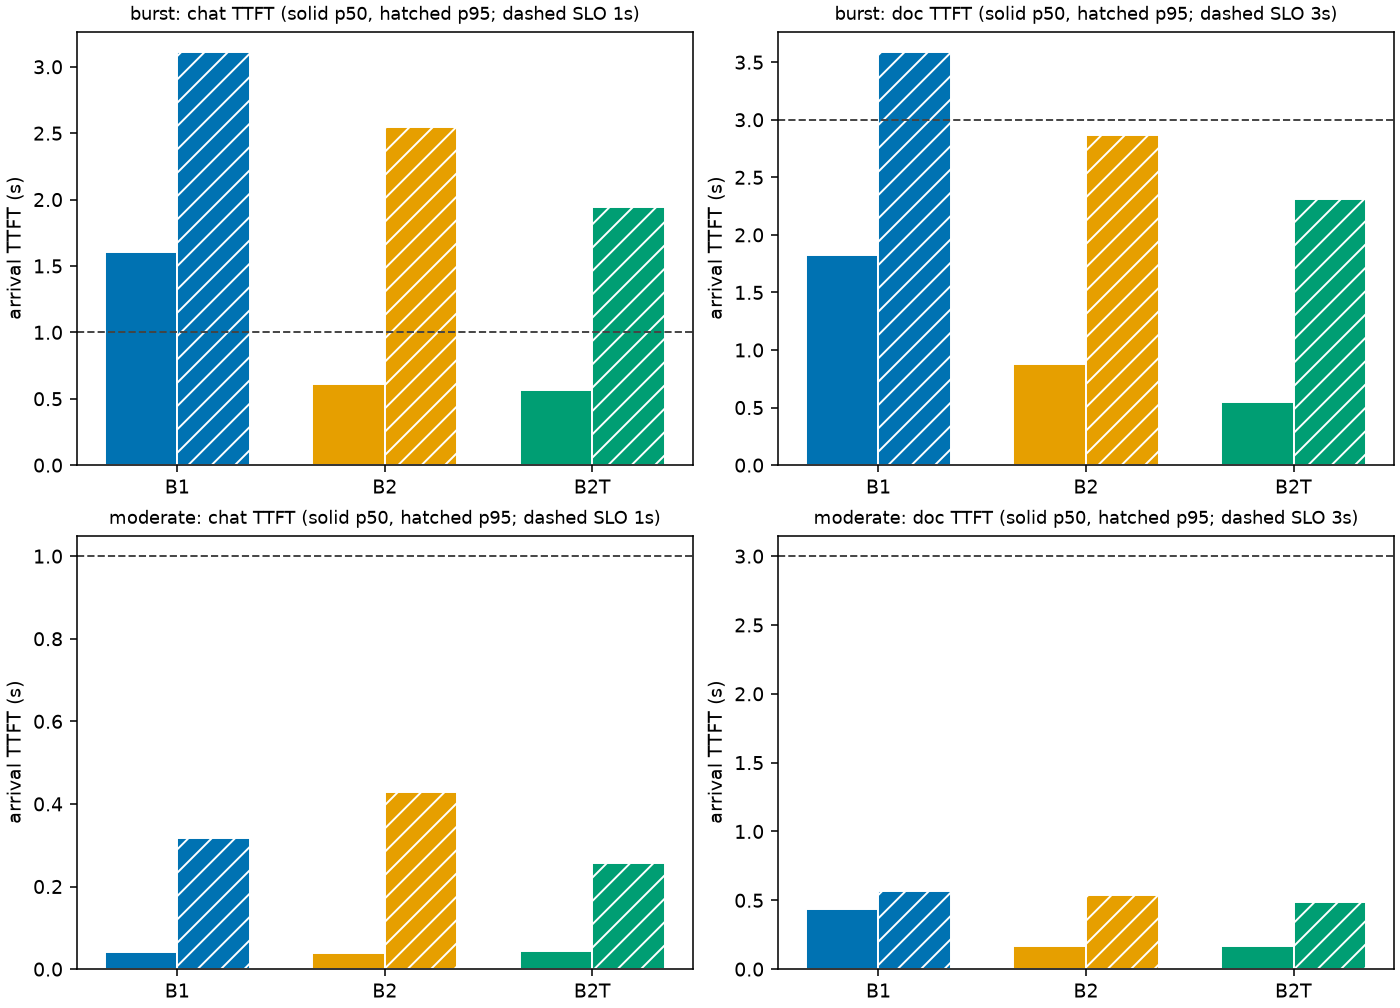 burst: chat TTFT (solid p50, hatched p95; dashed SLO 1s)
arrival TTFT (s)
3.0
2.5
2.0
1.5
1.0
0.5
0.0
B1
B2
B2T
burst: doc TTFT (solid p50, hatched p95; dashed SLO 3s)
arrival TTFT (s)
3.5
3.0
2.5
2.0
1.5
1.0
0.5
0.0
B1
B2
B2T
moderate: chat TTFT (solid p50, hatched p95; dashed SLO 1s)
arrival TTFT (s)
1.0
0.8
0.6
0.4
0.2
0.0
B1
B2
B2T
moderate: doc TTFT (solid p50, hatched p95; dashed SLO 3s)
arrival TTFT (s)
3.0
2.5
2.0
1.5
1.0
0.5
0.0
B1
B2
B2T